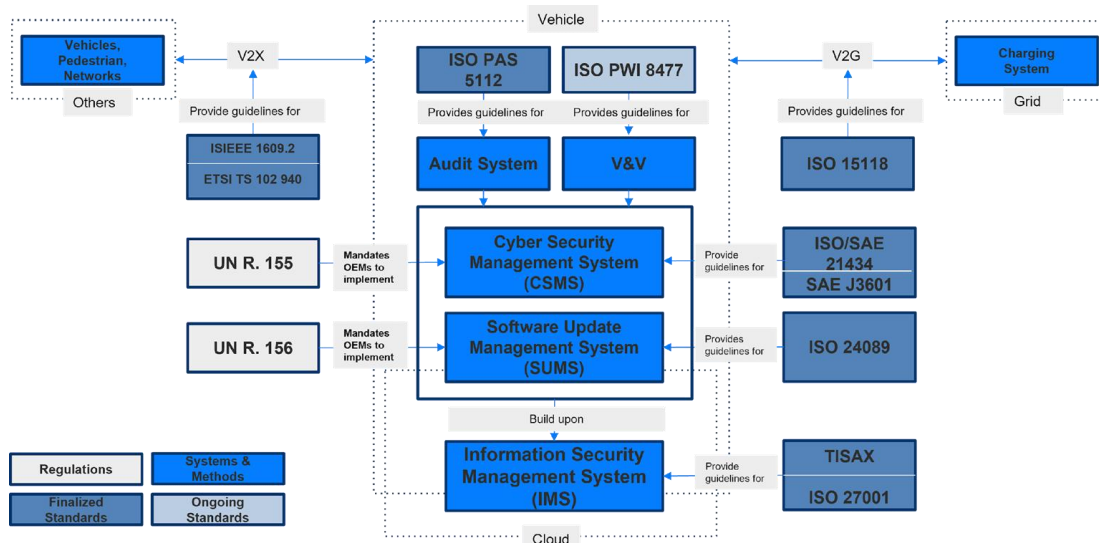 Vehicle
Vehicles,
Pedestrian,
Networks
Others
V2X
Provide guidelines for
ISIEEE 1609.2
ETSI TS 102 940
ISO PAS
5112
ISO PWI 8477
Provides guidelines for
Provides guidelines for
Audit System
V&V
V2G
Provides guidelines for
ISO 15118
Charging
System
Grid
UN R. 155
Mandates
OEMs to
implement
Cyber Security
Management System
(CSMS)
Provide
guidelines for
ISO/SAE
21434
SAE J3601
UN R. 156
Mandates
OEMs to
implement
Software Update
Management System
(SUMS)
Provides
guidelines for
ISO 24089
Build upon
Information Security
Management System
(IMS)
Provide
guidelines for
TISAX
ISO 27001
Cloud
Regulations
Systems &
Methods
Finalized
Standards
Ongoing
Standards